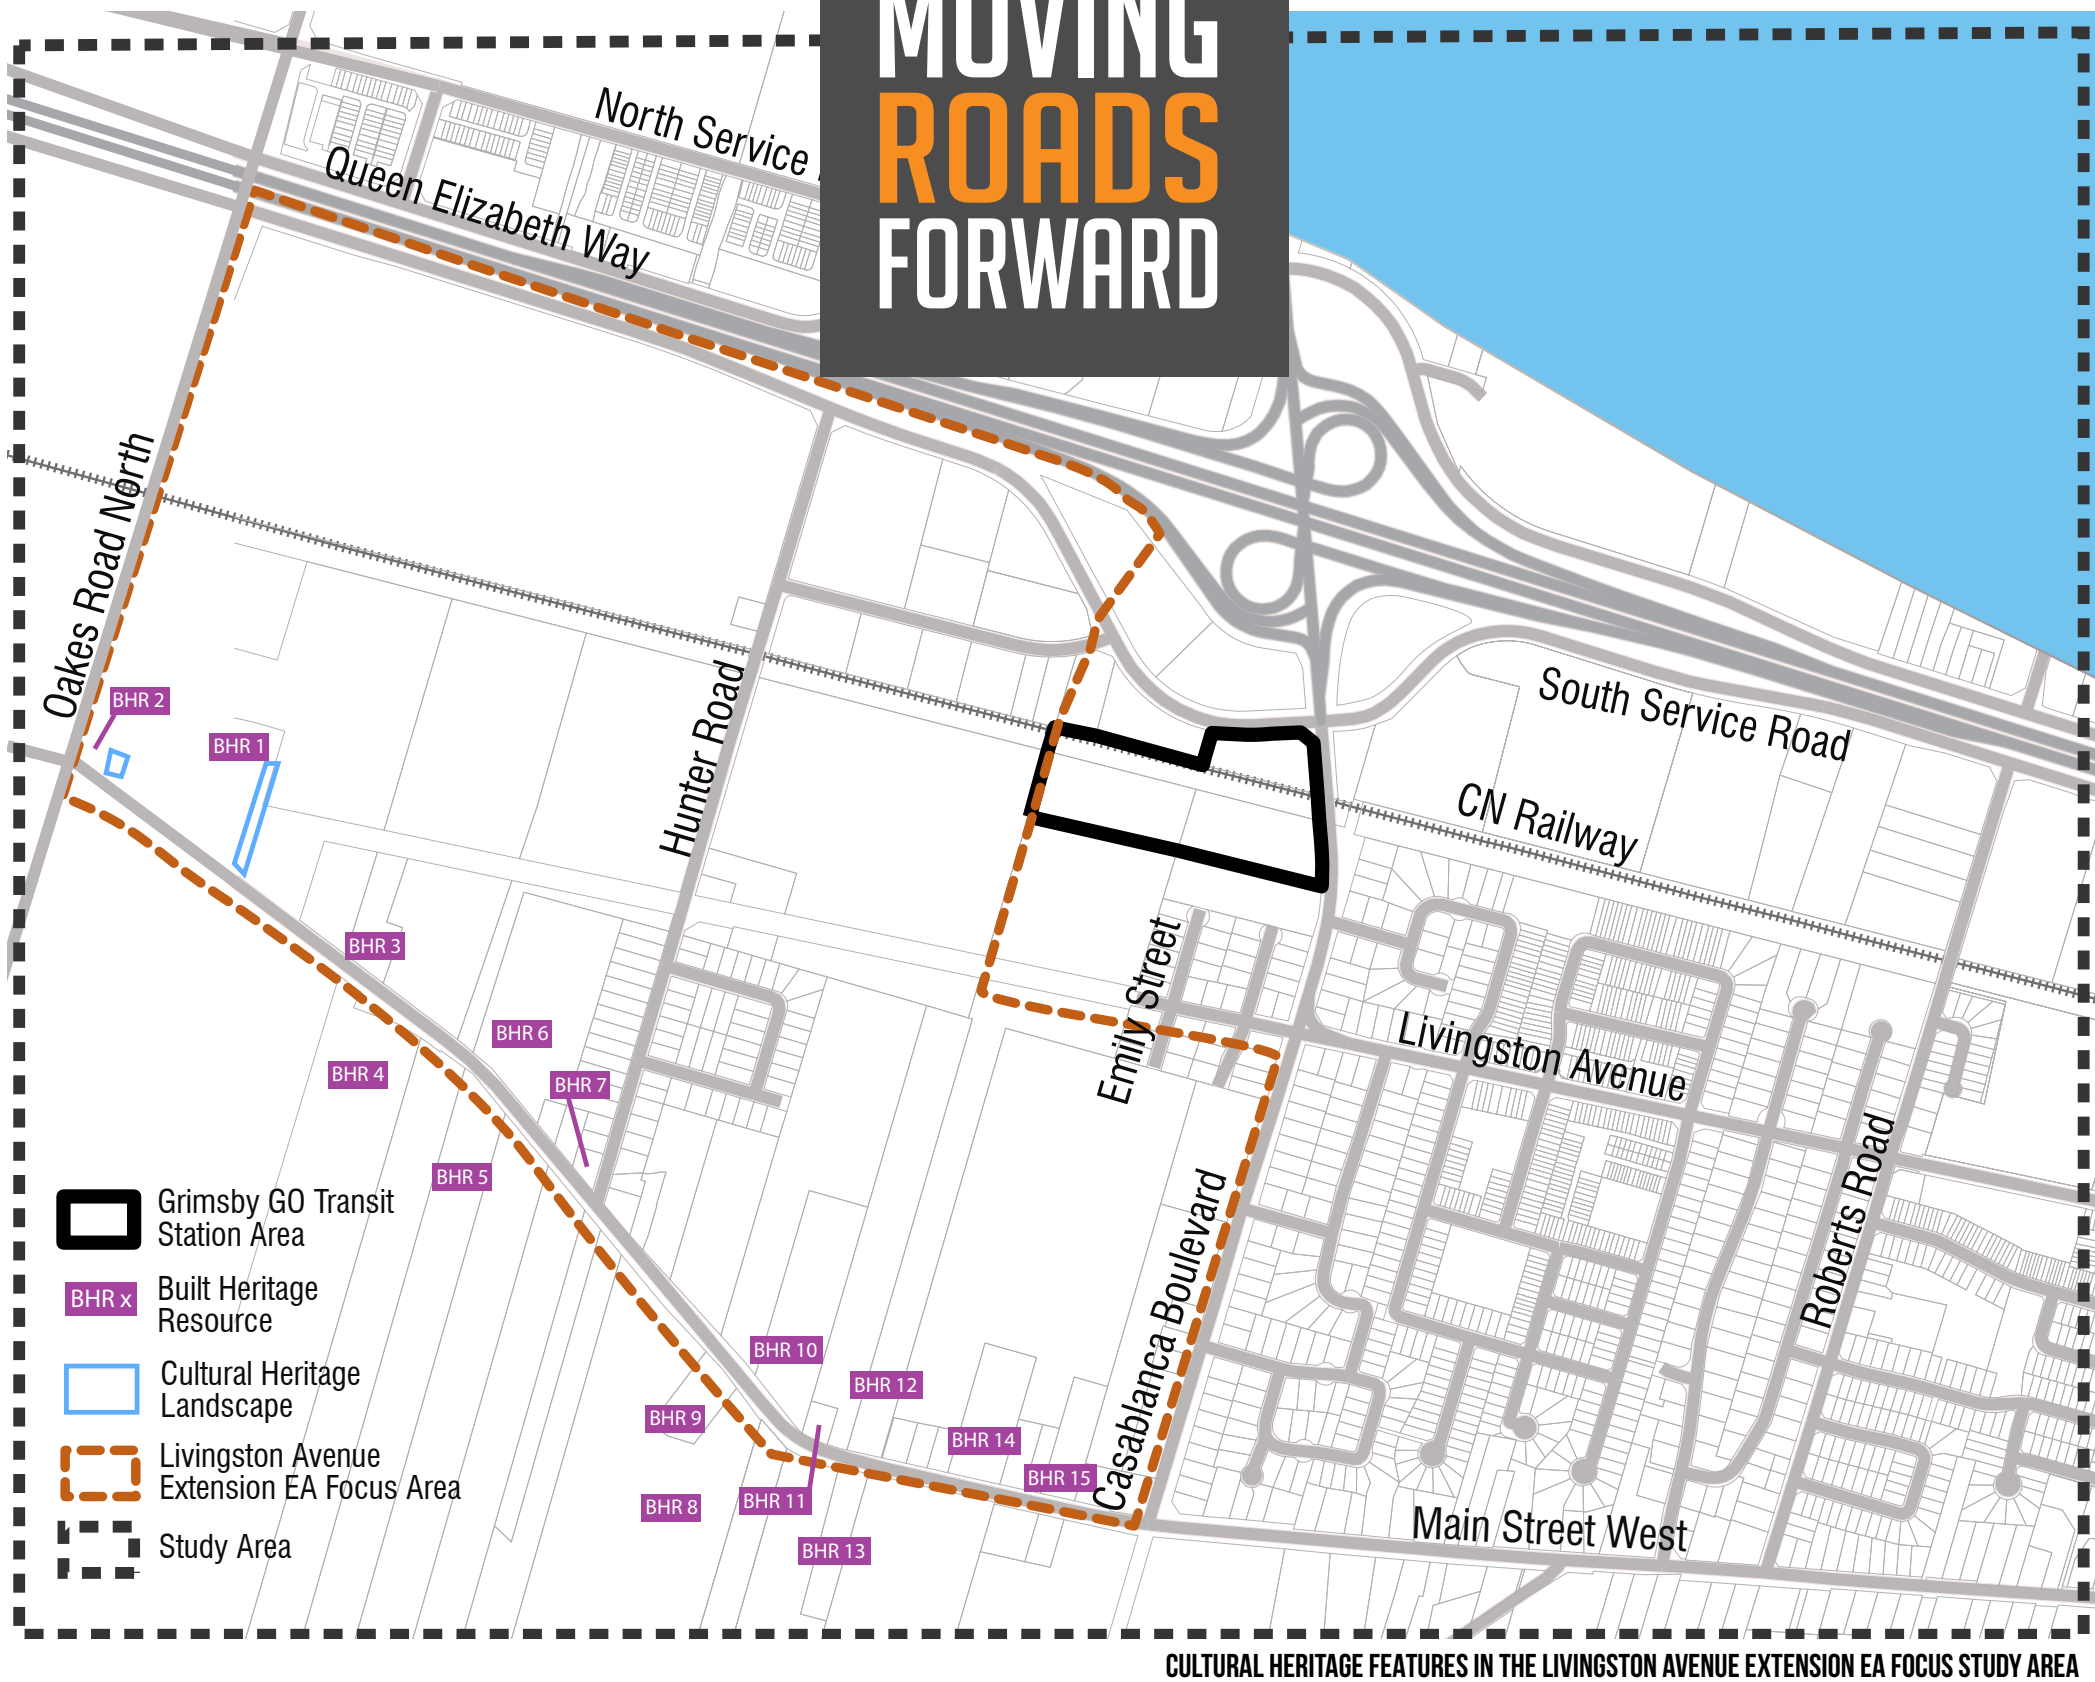 MOVING
ROADS
FORWARD
North Service
Queen Elizabeth Way
Oakes Road North
BHR 2
BHR 1
Hunter Road
South Service Road
CN Railway
BHR 3
Emily Street
BHR 6
BHR 4
BHR 7
Livingston Avenue
BHR 5
Roberts Road
Casablanca Boulevard
Grimsby GO Transit
Station Area
BHR x
Built Heritage
Resource
Cultural Heritage
Landscape
Livingston Avenue
Extension EA Focus Area
Study Area
BHR 10
BHR 12
BHR 9
BHR 14
BHR 15
BHR 8
BHR 11
BHR 13
Main Street West
CULTURAL HERITAGE FEATURES IN THE LIVINGSTON AVENUE EXTENSION EA FOCUS STUDY AREA